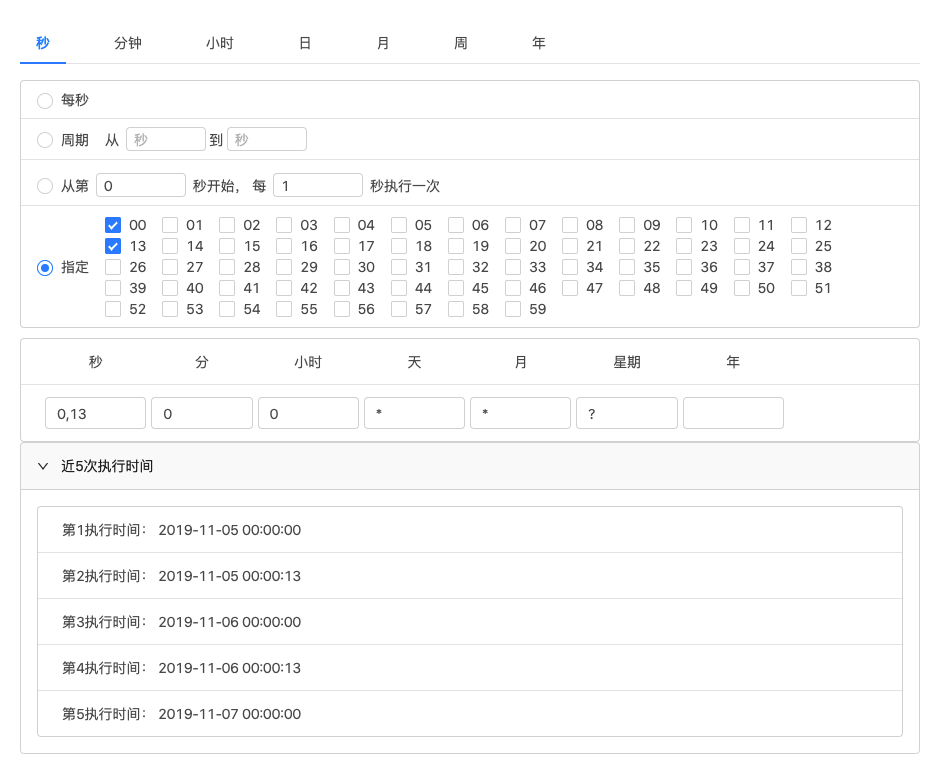 秒 分钟 小时 日 月 周 年
每秒
周期 从 秒 到 秒
从第 0 秒开始， 每 1 秒执行一次
00 01 02 03 04 05 06 07 08 09 10 11 12
13 14 15 16 17 18 19 20 21 22 23 24 25
指定 26 27 28 29 30 31 32 33 34 35 36 37 38
39 40 41 42 43 44 45 46 47 48 49 50 51
52 53 54 55 56 57 58 59
秒 分 小时 天 月 星期 年
0,13 0 0 * * ?
近5次执行时间
第1执行时间： 2019-11-05 00:00:00
第2执行时间： 2019-11-05 00:00:13
第3执行时间： 2019-11-06 00:00:00
第4执行时间： 2019-11-06 00:00:13
第5执行时间： 2019-11-07 00:00:00